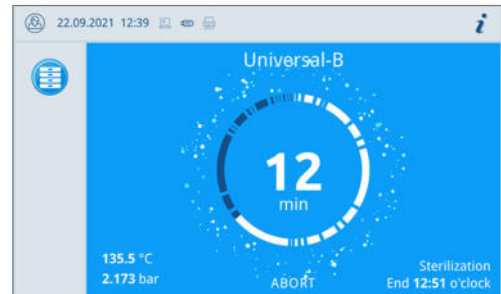 22.09.2021 12:39
i
Universal-B
12
min
135.5 °C
2.173 bar
ABORT
Sterilization
End 12:51 o'clock